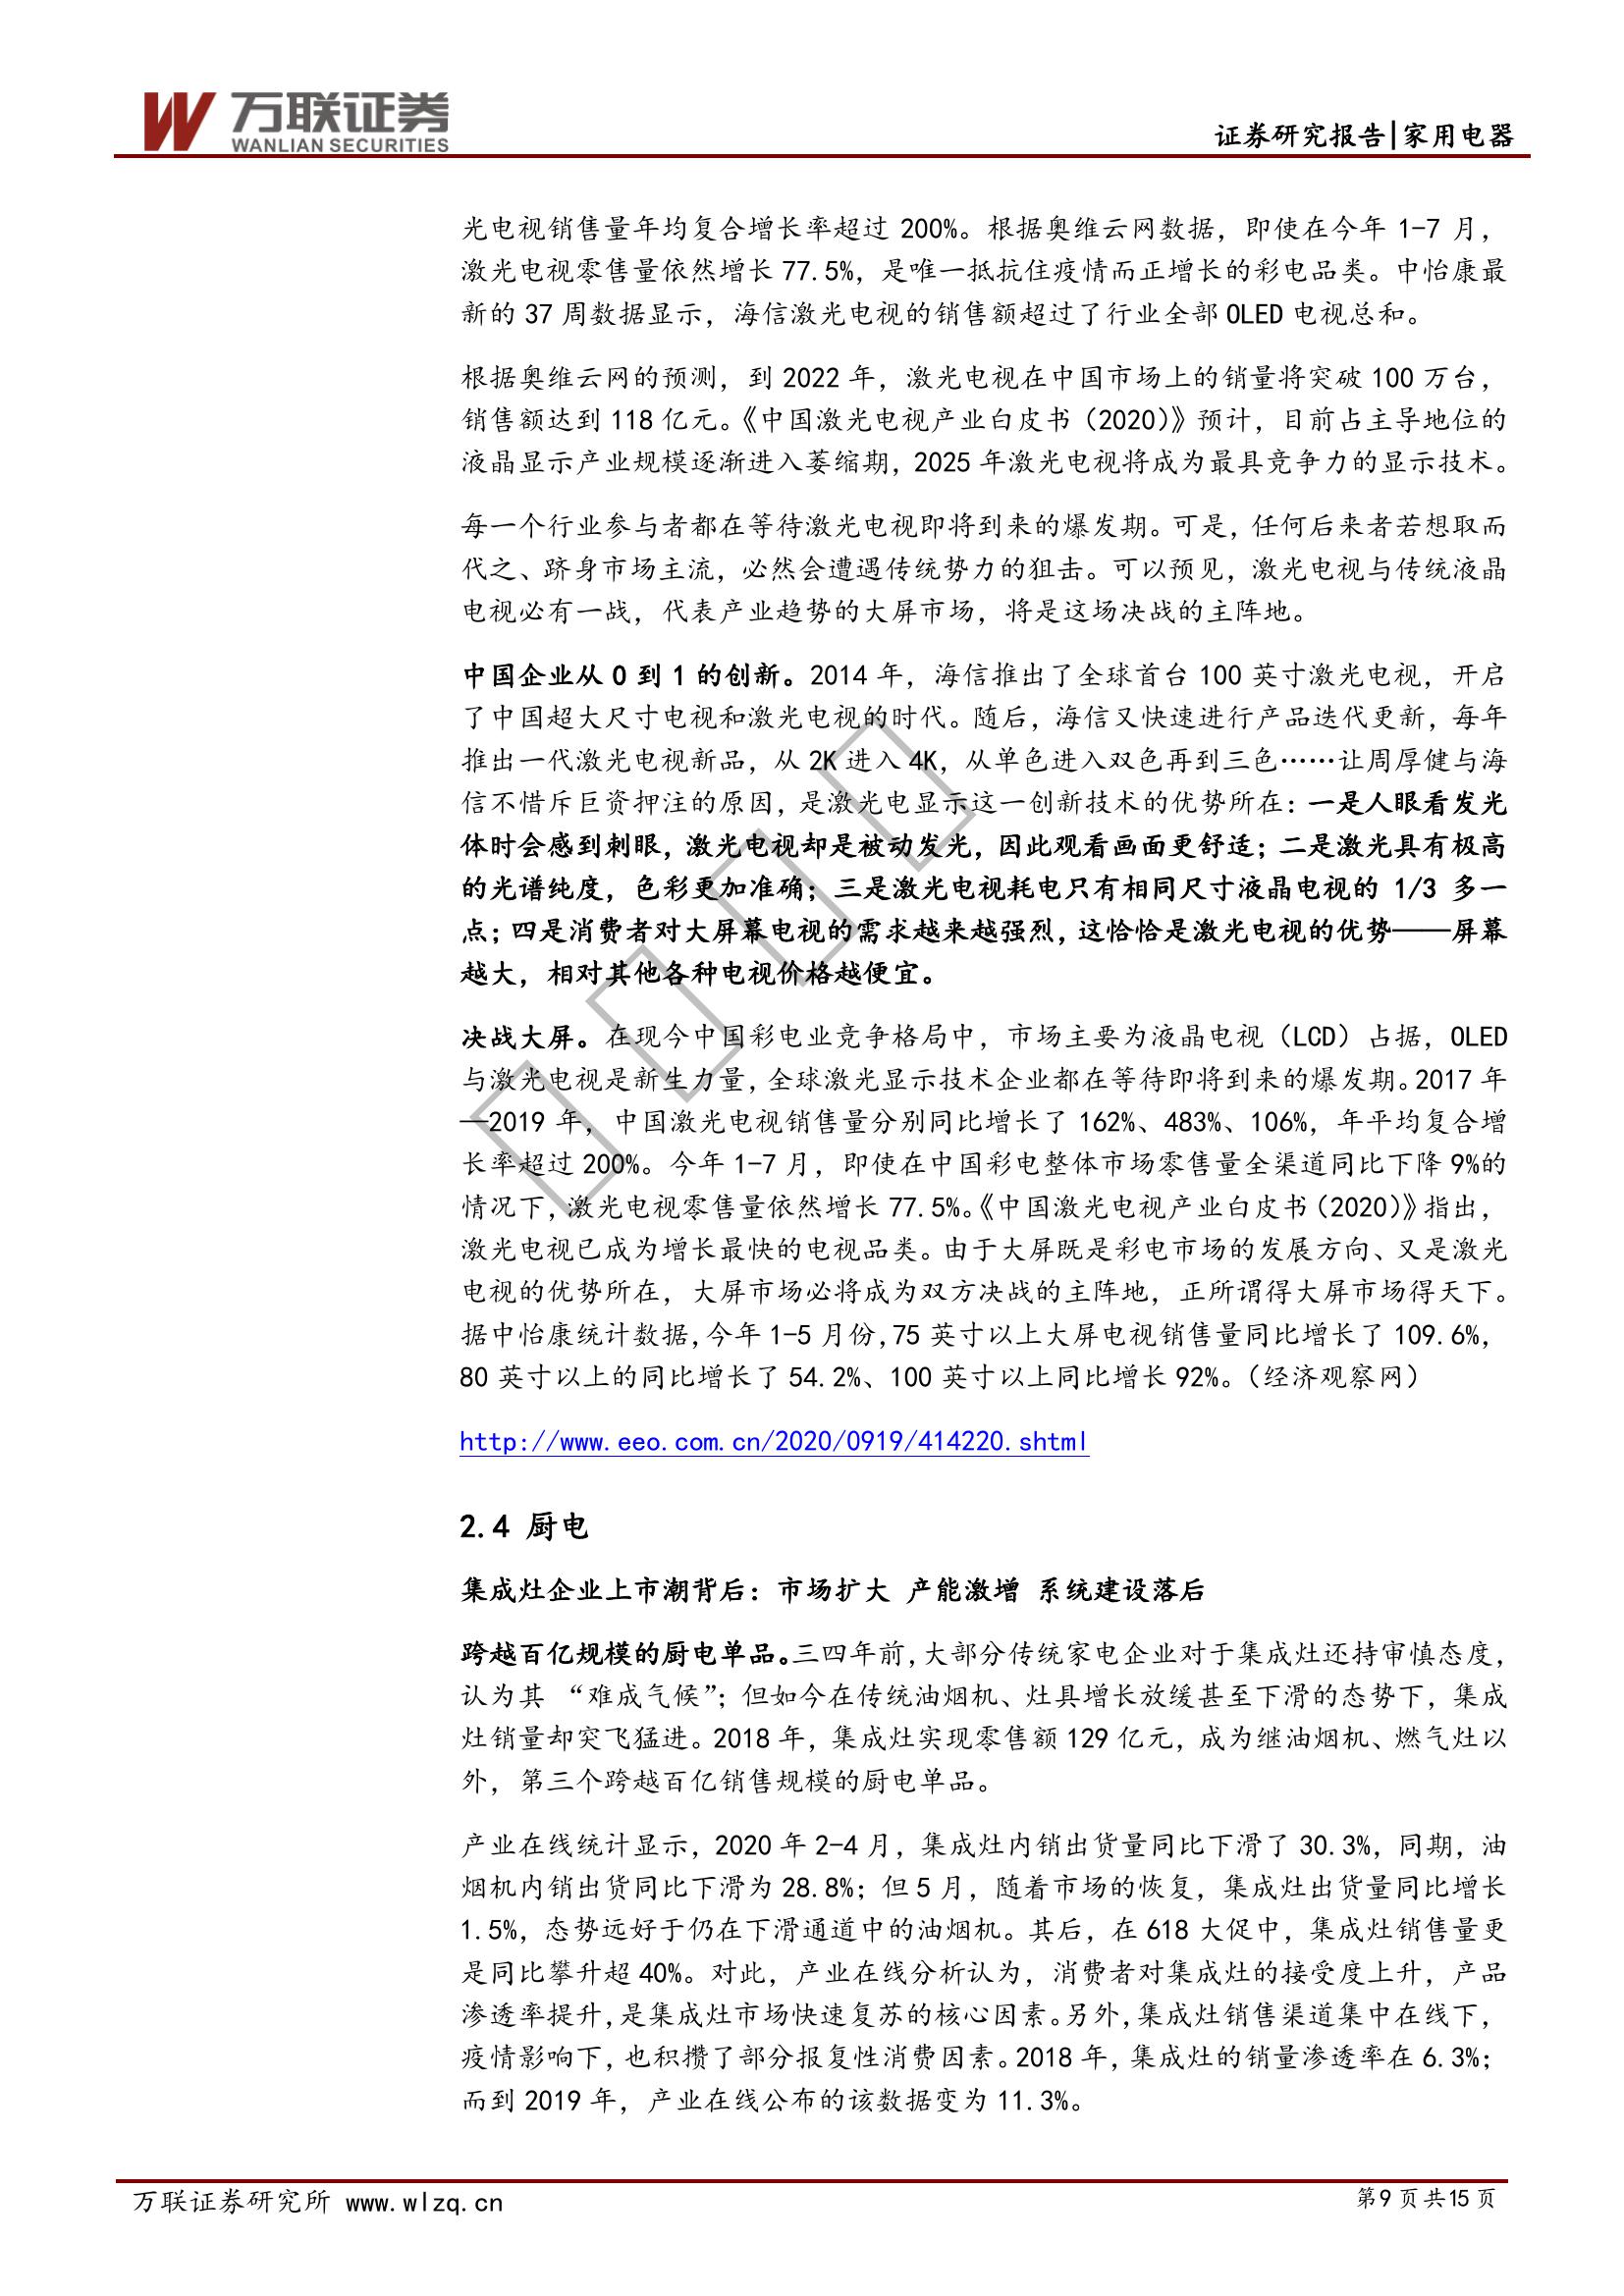 万联证券
WANLIAN SECURITIES
证券研究报告|家用电器
光电视销售量年均复合增长率超过 200%。根据奥维云网数据，即使在今年 1-7 月，
激光电视零售量依然增长 77.5%，是唯一抵抗住疫情而正增长的彩电品类。中怡康最
新的 37 周数据显示，海信激光电视的销售额超过了行业全部 OLED 电视总和。
根据奥维云网的预测，到 2022 年，激光电视在中国市场上的销量将突破 100 万台，
销售额达到 118 亿元。《中国激光电视产业白皮书（2020）》预计，目前占主导地位的
液晶显示产业规模逐渐进入萎缩期，2025 年激光电视将成为最具竞争力的显示技术。
每一个行业参与者都在等待激光电视即将到来的爆发期。可是，任何后来者若想取而
代之、跻身市场主流，必然会遭遇传统势力的狙击。可以预见，激光电视与传统液晶
电视必有一战，代表产业趋势的大屏市场，将是这场决战的主阵地。
中国企业从 0 到 1 的创新。2014 年，海信推出了全球首台 100 英寸激光电视，开启
了中国超大尺寸电视和激光电视的时代。随后，海信又快速进行产品迭代更新，每年
推出一代激光电视新品，从 2K 进入 4K，从单色进入双色再到三色……让周厚健与海
信不惜斥巨资押注的原因，是激光电显示这一创新技术的优势所在：一是人眼看发光
体时会感到刺眼，激光电视却是被动发光，因此观看画面更舒适；二是激光具有极高
的光谱纯度，色彩更加准确；三是激光电视耗电只有相同尺寸液晶电视的 1/3 多一
点；四是消费者对大屏幕电视的需求越来越强烈，这恰恰是激光电视的优势——屏幕
越大，相对其他各种电视价格越便宜。
决战大屏。在现今中国彩电业竞争格局中，市场主要为液晶电视（LCD）占据，OLED
与激光电视是新生力量，全球激光显示技术企业都在等待即将到来的爆发期。2017 年
—2019 年，中国激光电视销售量分别同比增长了 162%、483%、106%，年平均复合增
长率超过 200%。今年 1-7 月，即使在中国彩电整体市场零售量全渠道同比下降 9%的
情况下，激光电视零售量依然增长 77.5%。《中国激光电视产业白皮书（2020）》指出，
激光电视已成为增长最快的电视品类。由于大屏既是彩电市场的发展方向、又是激光
电视的优势所在，大屏市场必将成为双方决战的主阵地，正所谓得大屏市场得天下。
据中怡康统计数据，今年 1-5 月份，75 英寸以上大屏电视销售量同比增长了 109.6%，
80 英寸以上的同比增长了 54.2%、100 英寸以上同比增长 92%。（经济观察网）
http://www.eeo.com.cn/2020/0919/414220.shtml
2.4 厨电
集成灶企业上市潮背后：市场扩大 产能激增 系统建设落后
跨越百亿规模的厨电单品。三四年前，大部分传统家电企业对于集成灶还持审慎态度，
认为其 “难成气候”；但如今在传统油烟机、灶具增长放缓甚至下滑的态势下，集成
灶销量却突飞猛进。2018 年，集成灶实现零售额 129 亿元，成为继油烟机、燃气灶以
外，第三个跨越百亿销售规模的厨电单品。
产业在线统计显示，2020 年 2-4 月，集成灶内销出货量同比下滑了 30.3%，同期，油
烟机内销出货同比下滑为 28.8%；但 5 月，随着市场的恢复，集成灶出货量同比增长
1.5%，态势远好于仍在下滑通道中的油烟机。其后，在 618 大促中，集成灶销售量更
是同比攀升超 40%。对此，产业在线分析认为，消费者对集成灶的接受度上升，产品
渗透率提升，是集成灶市场快速复苏的核心因素。另外，集成灶销售渠道集中在线下，
疫情影响下，也积攒了部分报复性消费因素。2018 年，集成灶的销量渗透率在 6.3%；
而到 2019 年，产业在线公布的该数据变为 11.3%。
万联证券研究所 www.wlzq.cn
第 9 页 共 15 页